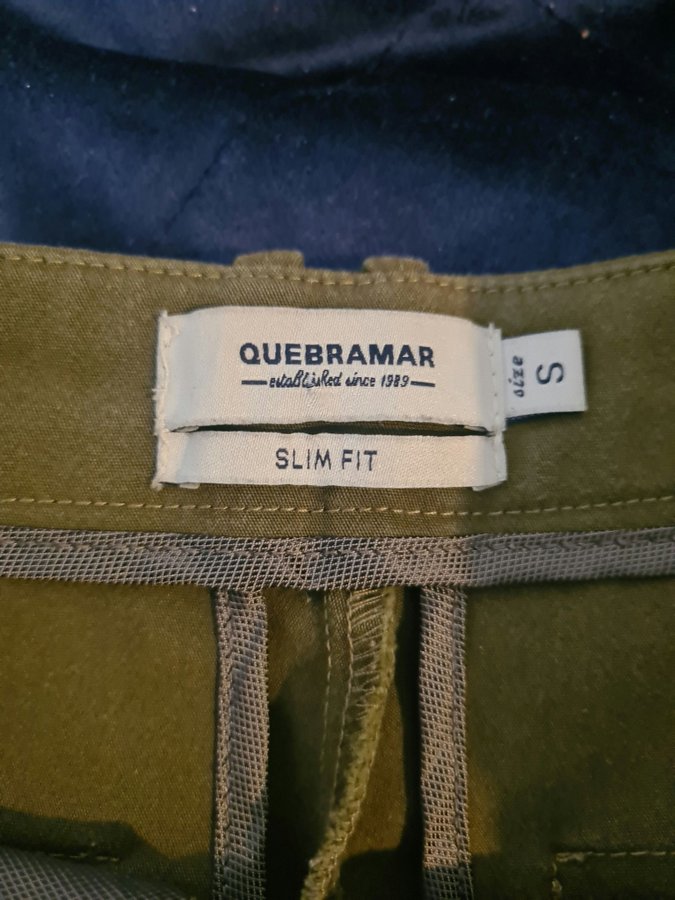 QUEBRAMAR
established since 1989
SLIM FIT
size S